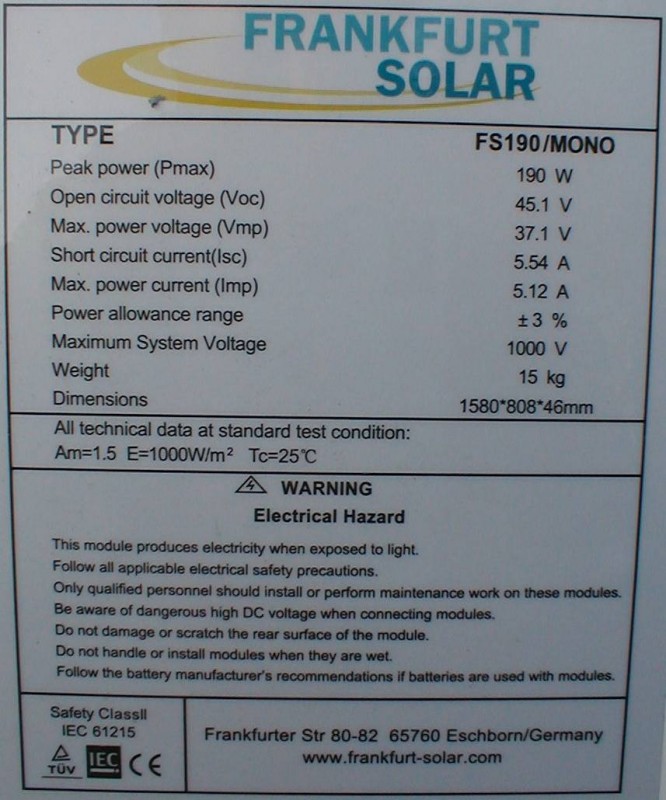 FRANKFURT
SOLAR
TYPE FS190/MONO
Peak power (Pmax) 190 W
Open circuit voltage (Voc) 45.1 V
Max. power voltage (Vmp) 37.1 V
Short circuit current(Isc) 5.54 A
Max. power current (Imp) 5.12 A
Power allowance range ±3 %
Maximum System Voltage 1000 V
Weight 15 kg
Dimensions 1580*808*46mm
All technical data at standard test condition:
Am=1.5 E=1000W/m² Tc=25℃
WARNING
Electrical Hazard
This module produces electricity when exposed to light.
Follow all applicable electrical safety precautions.
Only qualified personnel should install or perform maintenance work on these modules.
Be aware of dangerous high DC voltage when connecting modules.
Do not damage or scratch the rear surface of the module.
Do not handle or install modules when they are wet.
Follow the battery manufacturer's recommendations if batteries are used with modules.
Safety ClassII
IEC 61215
TÜV IEC CE
Frankfurter Str 80-82 65760 Eschborn/Germany
www.frankfurt-solar.com